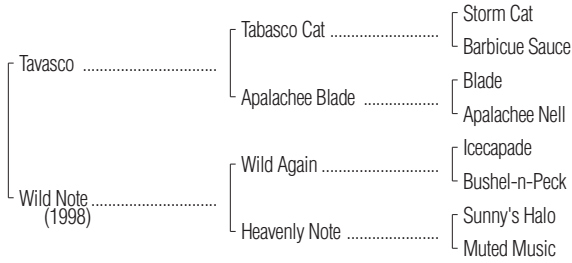 Storm Cat
Tabasco Cat ......................
Barbicue Sauce
Tavasco ...........................
Blade
Apalachee Blade ...............
Apalachee Nell
Icecapade
Wild Again ........................
Bushel-n-Peck
Wild Note .........................
(1998)
Sunny's Halo
Heavenly Note ..................
Muted Music